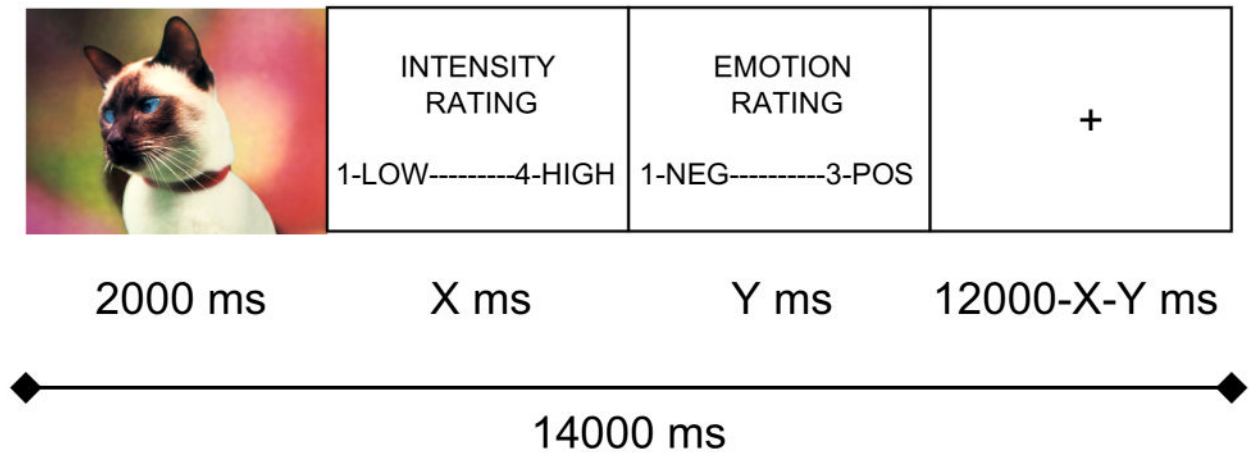 INTENSITY
RATING
1-LOW---------4-HIGH
EMOTION
RATING
1-NEG----------3-POS
+
2000 ms
X ms
Y ms
12000-X-Y ms
14000 ms